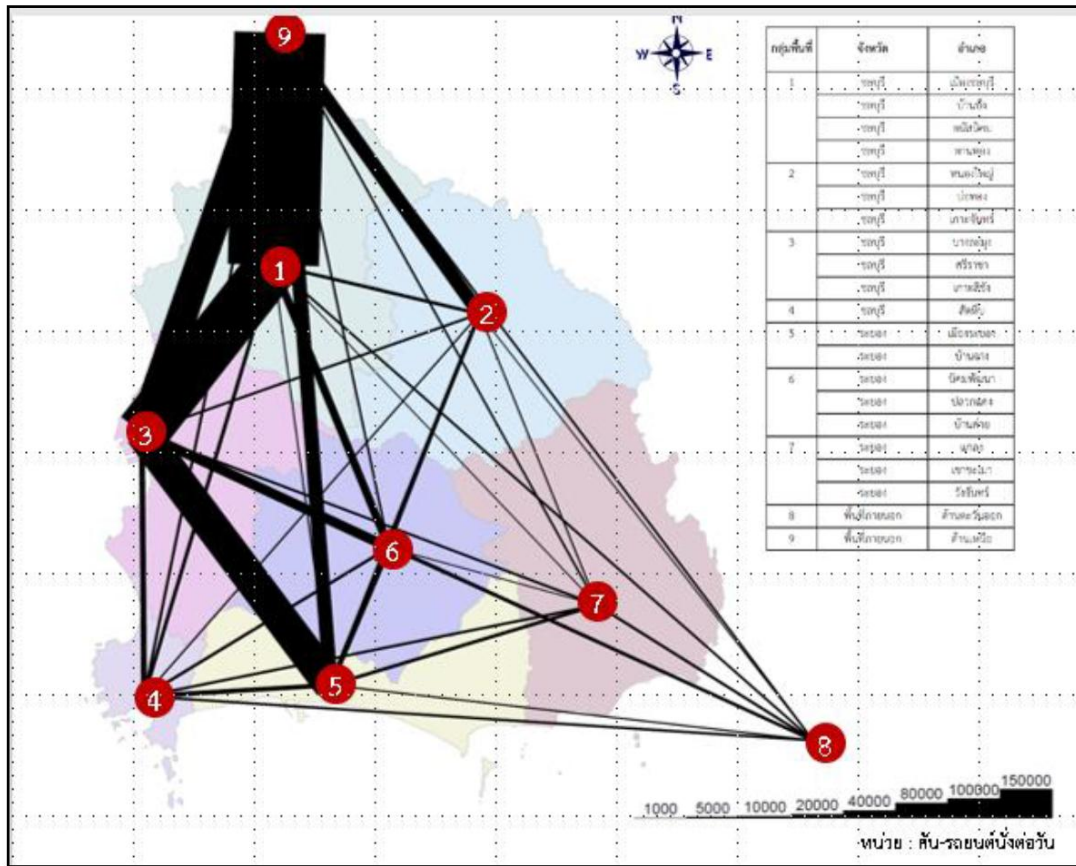 N
W E
S
9
1
2
3
6
7
5
4
8
กลุ่มพื้นที่ จังหวัด อำเภอ
1 ชลบุรี เมืองชลบุรี
ชลบุรี บ้านบึง
ชลบุรี พนัสนิคม
ชลบุรี พานทอง
2 ชลบุรี หนองใหญ่
ชลบุรี บ่อทอง
ชลบุรี เกาะจันทร์
3 ชลบุรี บางละมุง
ชลบุรี ศรีราชา
ชลบุรี เกาะสีชัง
4 ชลบุรี สัตหีบ
5 ระยอง เมืองระยอง
ระยอง บ้านฉาง
6 ระยอง นิคมพัฒนา
ระยอง ปลวกแดง
ระยอง บ้านค่าย
7 ระยอง แกลง
ระยอง เขาชะเมา
ระยอง วังจันทร์
8 พื้นที่ภายนอก ด้านตะวันออก
9 พื้นที่ภายนอก ด้านเหนือ
1000 5000 10000 20000 40000 80000 100000 150000
หน่วย : คัน-รถยนต์นั่งต่อวัน